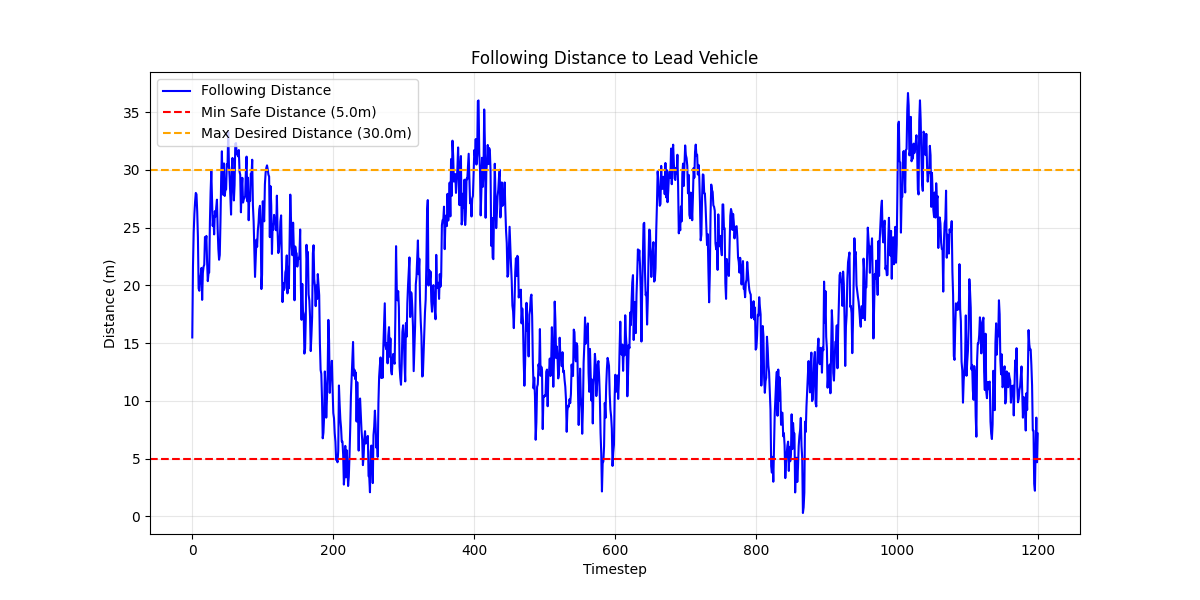 Following Distance to Lead Vehicle
Following Distance
Min Safe Distance (5.0m)
Max Desired Distance (30.0m)
Distance (m)
35
30
25
20
15
10
5
0
0 200 400 600 800 1000 1200
Timestep